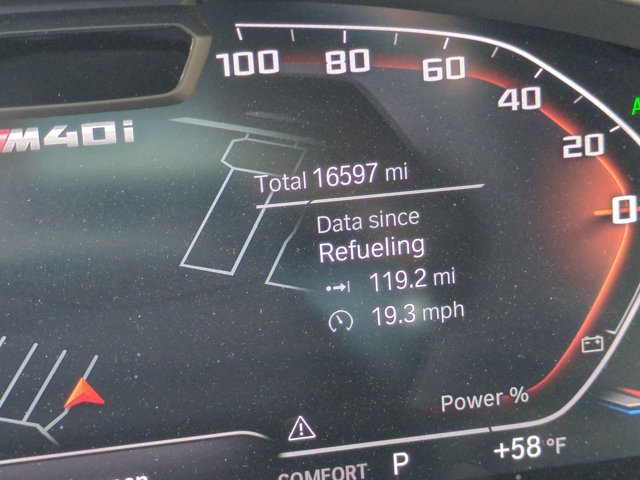 100 80 60 40 20 0
M40i
Total 16597 mi
Data since
Refueling
119.2 mi
19.3 mph
Power %
COMFORT P +58 °F